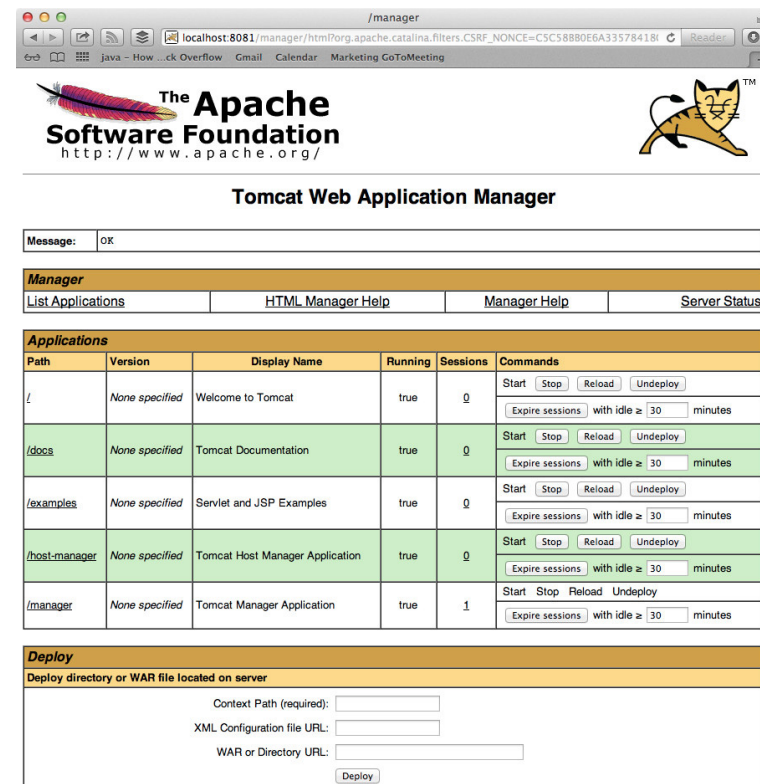 /manager
localhost:8081/manager/html?org.apache.catalina.filters.CSRF_NONCE=C5C58BB0E6A33578418( Reader
java - How ...ck Overflow Gmail Calendar Marketing GoToMeeting
The Apache
Software Foundation
http://www.apache.org/
TM
Tomcat Web Application Manager
Message: OK
Manager
List Applications HTML Manager Help Manager Help Server Status
Applications
Path Version Display Name Running Sessions Commands
/ None specified Welcome to Tomcat true 0 Start Stop Reload Undeploy
Expire sessions with idle ≥ 30 minutes
/docs None specified Tomcat Documentation true 0 Start Stop Reload Undeploy
Expire sessions with idle ≥ 30 minutes
/examples None specified Servlet and JSP Examples true 0 Start Stop Reload Undeploy
Expire sessions with idle ≥ 30 minutes
/host-manager None specified Tomcat Host Manager Application true 0 Start Stop Reload Undeploy
Expire sessions with idle ≥ 30 minutes
/manager None specified Tomcat Manager Application true 1 Start Stop Reload Undeploy
Expire sessions with idle ≥ 30 minutes
Deploy
Deploy directory or WAR file located on server
Context Path (required):
XML Configuration file URL:
WAR or Directory URL:
Deploy